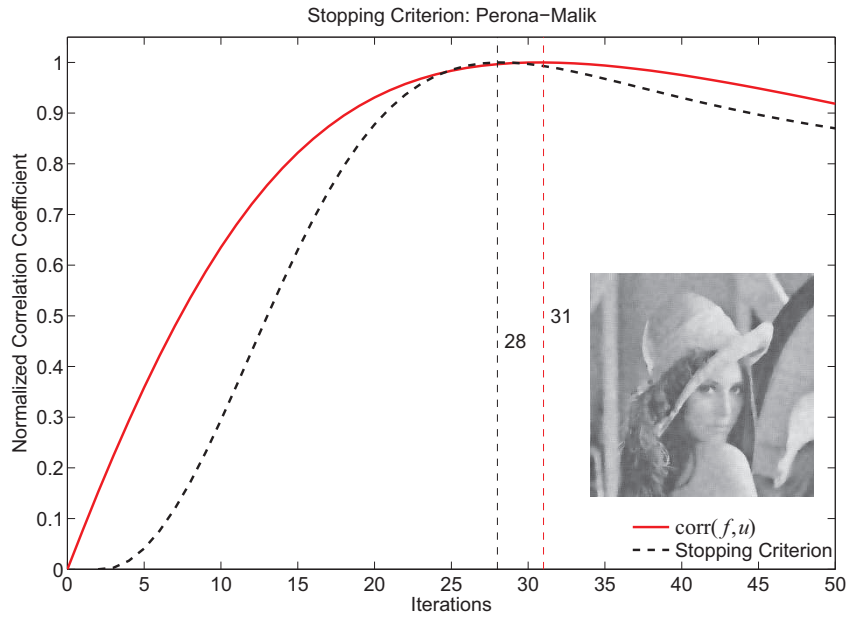 Stopping Criterion: Perona−Malik
Normalized Correlation Coefficient
1
0.9
0.8
0.7
0.6
0.5
0.4
0.3
0.2
0.1
0
28
31
corr(f,u)
Stopping Criterion
0 5 10 15 20 25 30 35 40 45 50
Iterations